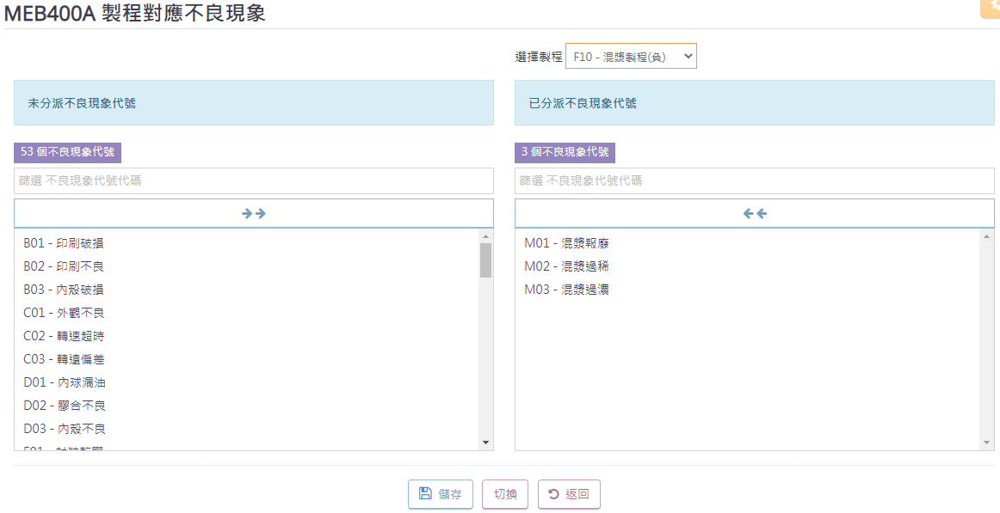 MEB400A 製程對應不良現象
選擇製程 F10 - 混漿製程(負)
未分派不良現象代號
53 個不良現象代號
篩選 不良現象代號代碼
B01 - 印刷破損
B02 - 印刷不良
B03 - 內殼破損
C01 - 外觀不良
C02 - 轉速超時
C03 - 轉速偏差
D01 - 內球漏油
D02 - 膠合不良
D03 - 內殼不良
已分派不良現象代號
3 個不良現象代號
篩選 不良現象代號代碼
M01 - 混漿報廢
M02 - 混漿過稀
M03 - 混漿過濃
儲存 切換 返回